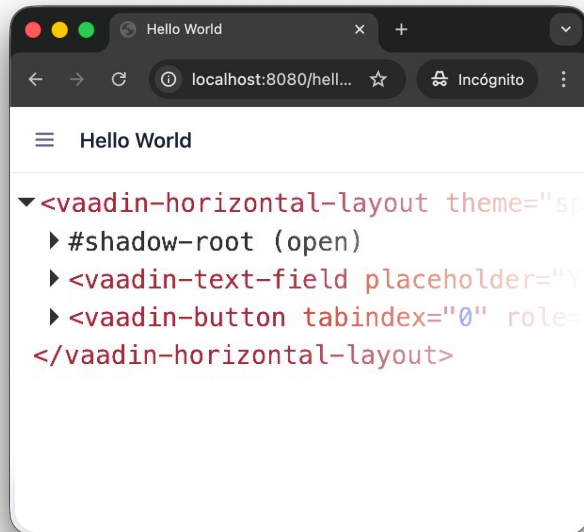 Hello World
localhost:8080/hell... Incógnito
Hello World
<vaadin-horizontal-layout theme="sp
#shadow-root (open)
<vaadin-text-field placeholder="Y
<vaadin-button tabindex="0" role=
</vaadin-horizontal-layout>